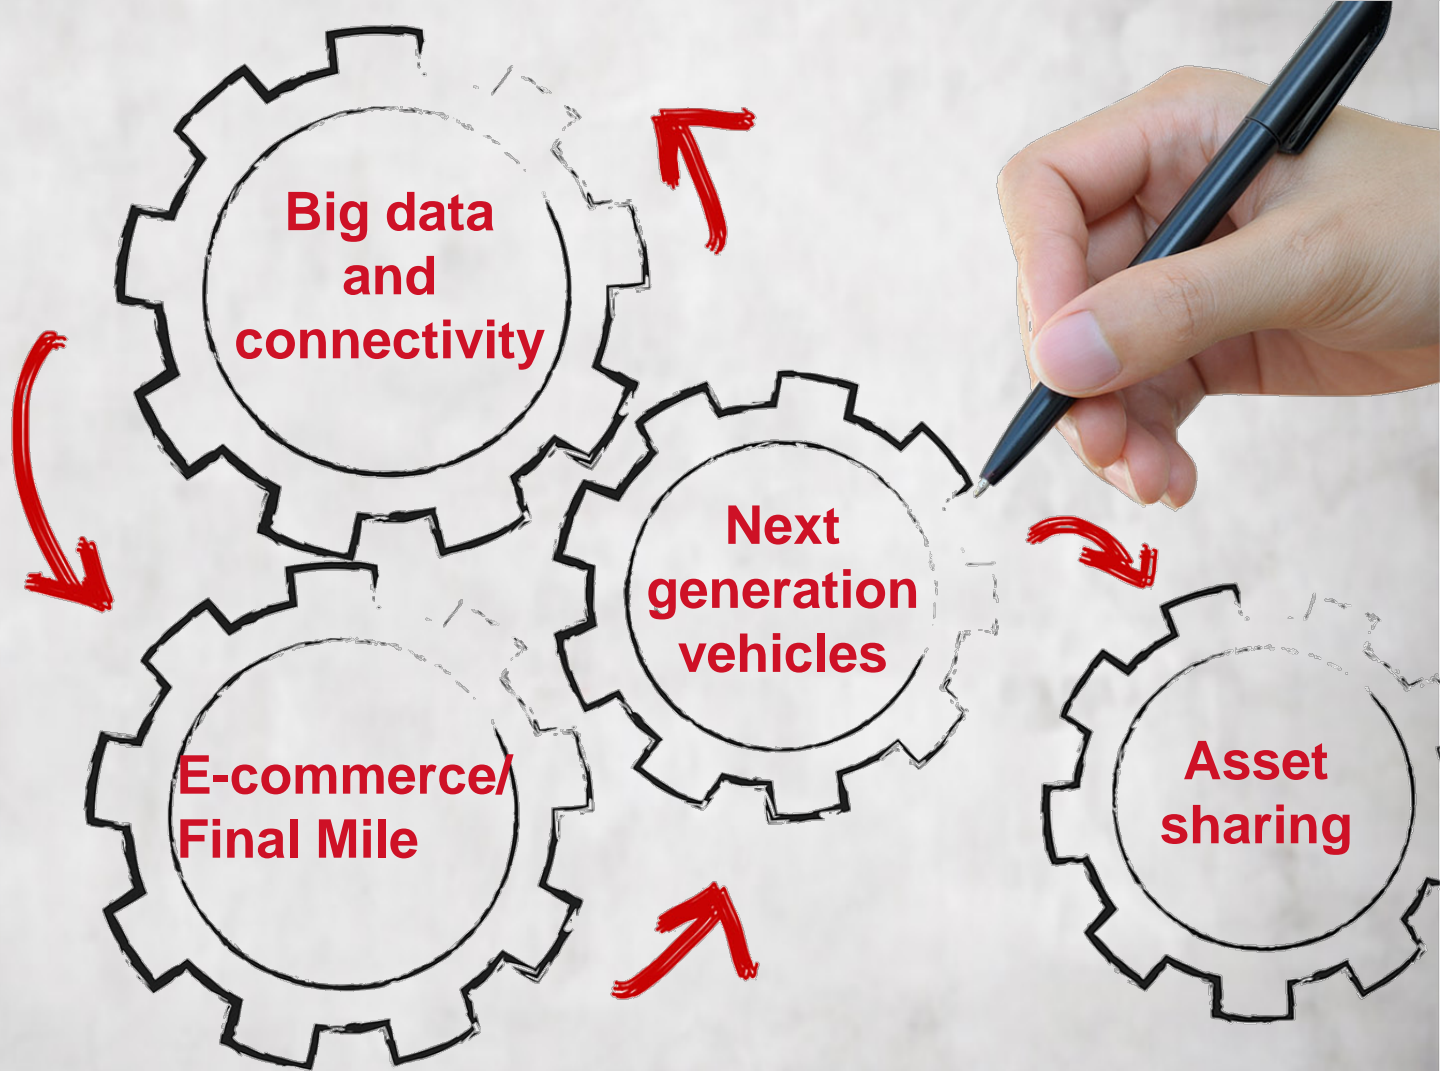 Big data
and
connectivity
Next
generation
vehicles
E-commerce/
Final Mile
Asset
sharing